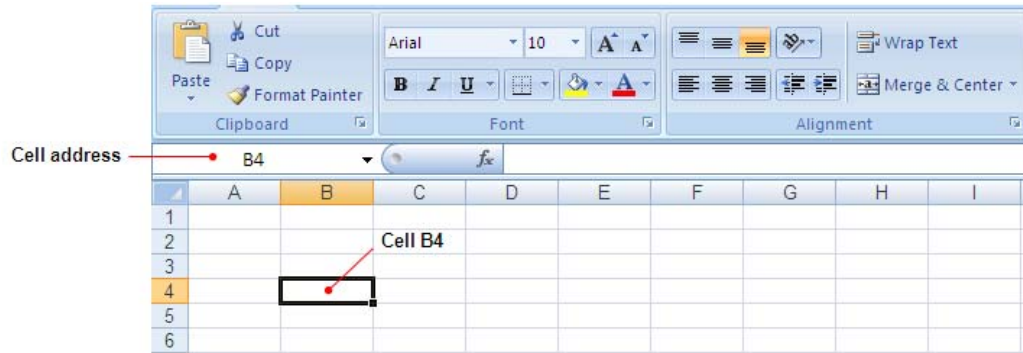 Cut
Arial 10 A A Wrap Text
Copy
Paste
Format Painter B I U A Merge & Center
Clipboard Font Alignment
Cell address B4 fx
A B C D E F G H I
1
2 Cell B4
3
4
5
6